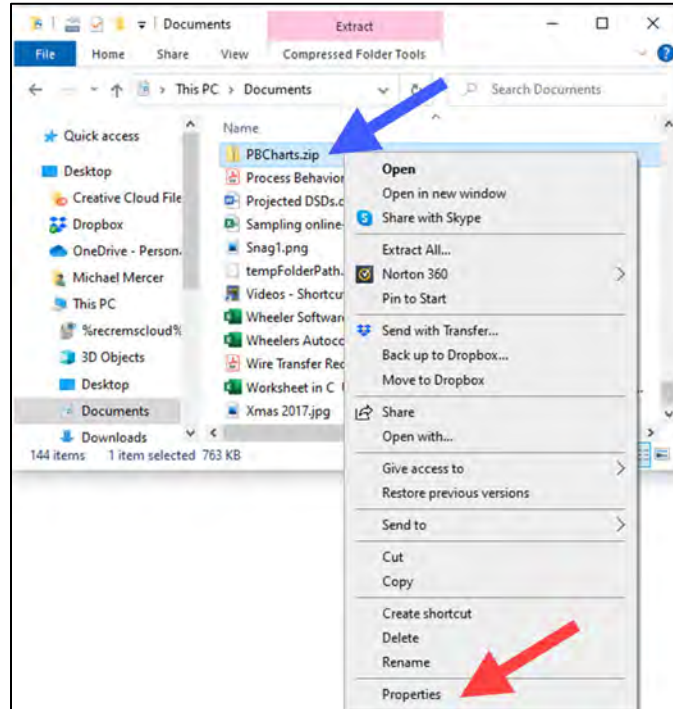 Documents
Extract
File
Home
Share
View
Compressed Folder Tools
This PC > Documents
Search Documents
Quick access
Desktop
Creative Cloud File
Dropbox
OneDrive - Person
Michael Mercer
This PC
%recremscloud%
3D Objects
Desktop
Documents
Downloads
Name
PBCharts.zip
Process Behavior
Projected DSDs.
Sampling online-
Snag1.png
tempFolderPath.
Videos - Shortcu
Wheeler Software
Wheelers Autoco
Wire Transfer Rec
Worksheet in C
Xmas 2017.jpg
144 items
1 item selected 763 KB
Open
Open in new window
Share with Skype
Extract All...
Norton 360
Pin to Start
Send with Transfer...
Back up to Dropbox...
Move to Dropbox
Share
Open with...
Give access to
Restore previous versions
Send to
Cut
Copy
Create shortcut
Delete
Rename
Properties